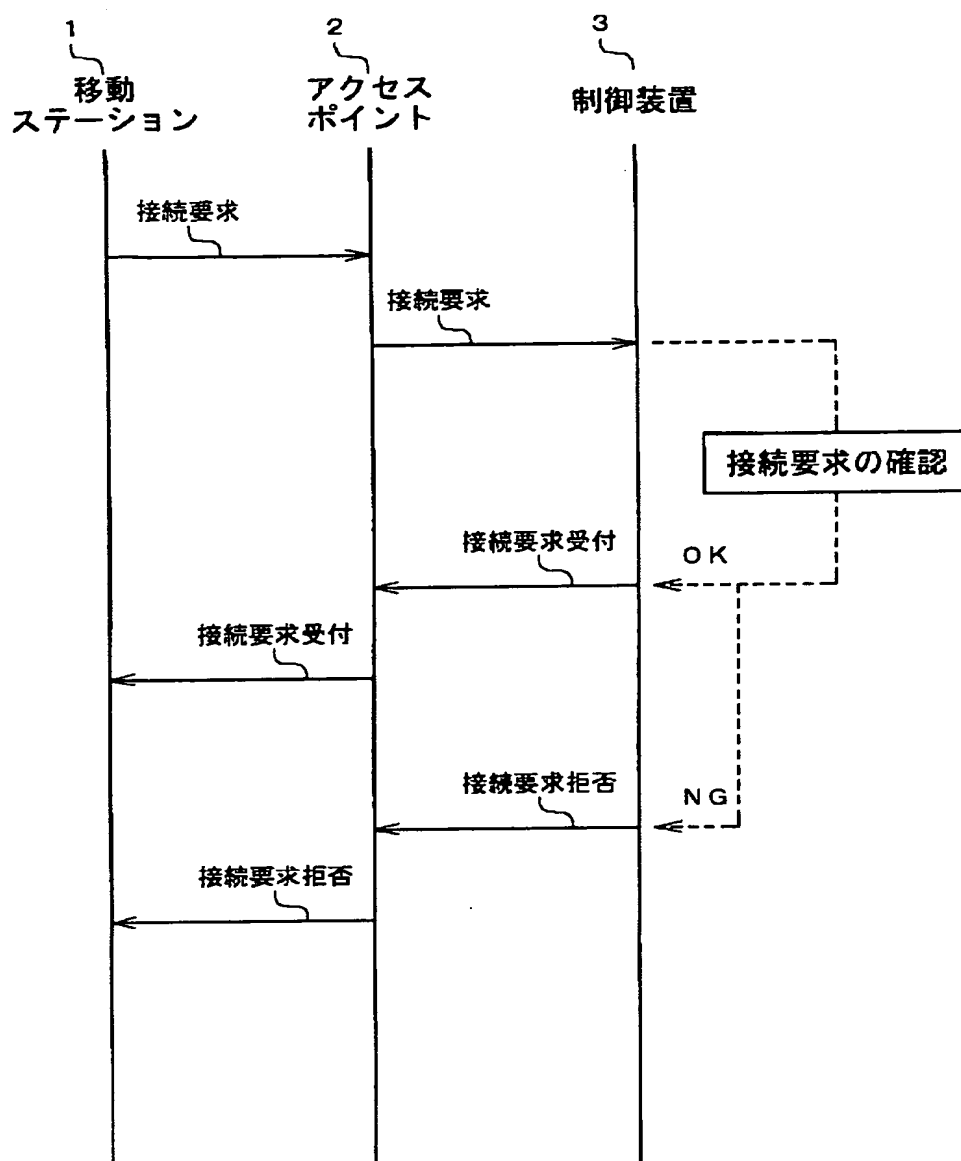 1
移動
ステーション
2
アクセス
ポイント
3
制御装置
接続要求
接続要求
接続要求の確認
接続要求受付
OK
接続要求受付
接続要求拒否
NG
接続要求拒否